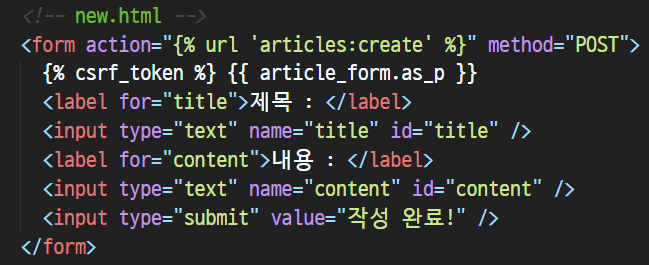 <!-- new.html -->
<form action="{% url 'articles:create' %}" method="POST">
{% csrf_token %} {{ article_form.as_p }}
<label for="title">제목 : </label>
<input type="text" name="title" id="title" />
<label for="content">내용 : </label>
<input type="text" name="content" id="content" />
<input type="submit" value="작성 완료!" />
</form>